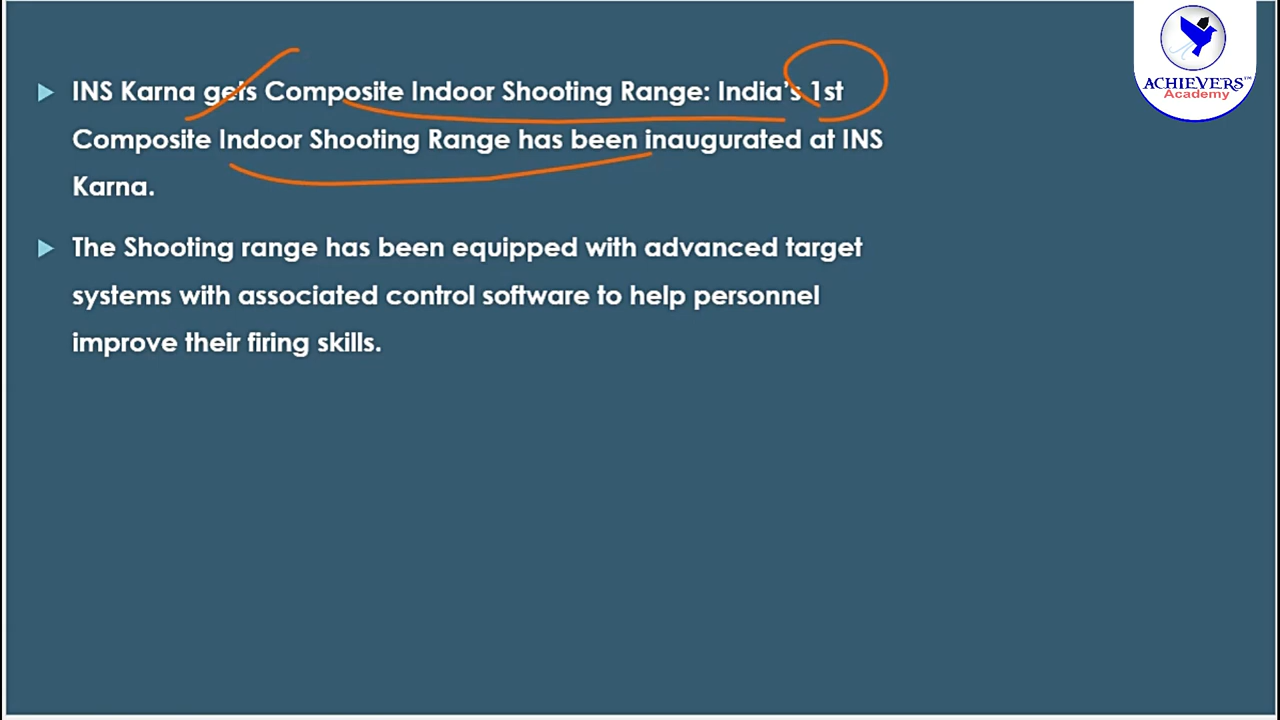 ACHIEVERS™
Academy
INS Karna gets Composite Indoor Shooting Range: India's 1st
Composite Indoor Shooting Range has been inaugurated at INS
Karna.
The Shooting range has been equipped with advanced target
systems with associated control software to help personnel
improve their firing skills.